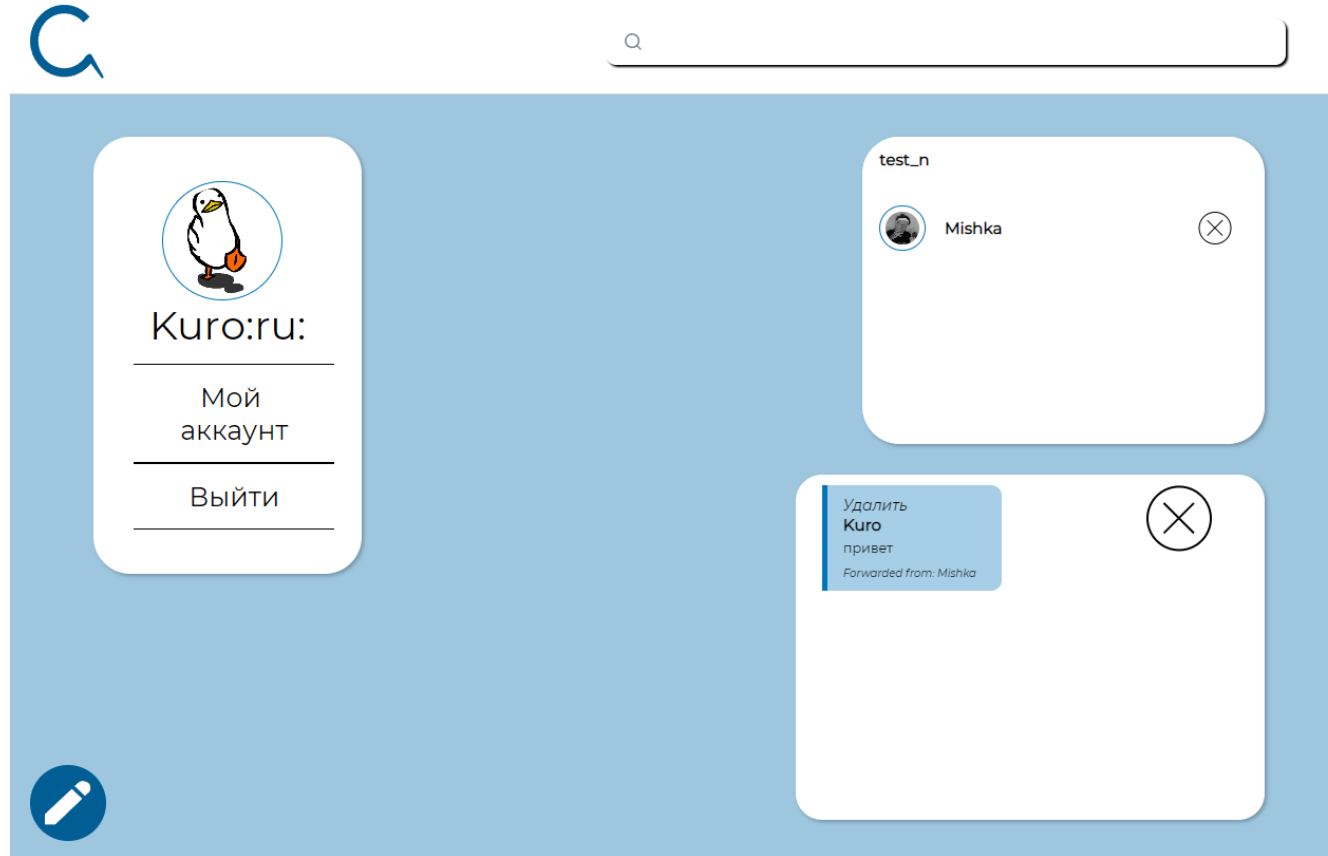 Kuro:ru:
Мой
аккаунт
Выйти
test_n
Mishka
Удалить
Kuro
привет
Forwarded from: Mishka